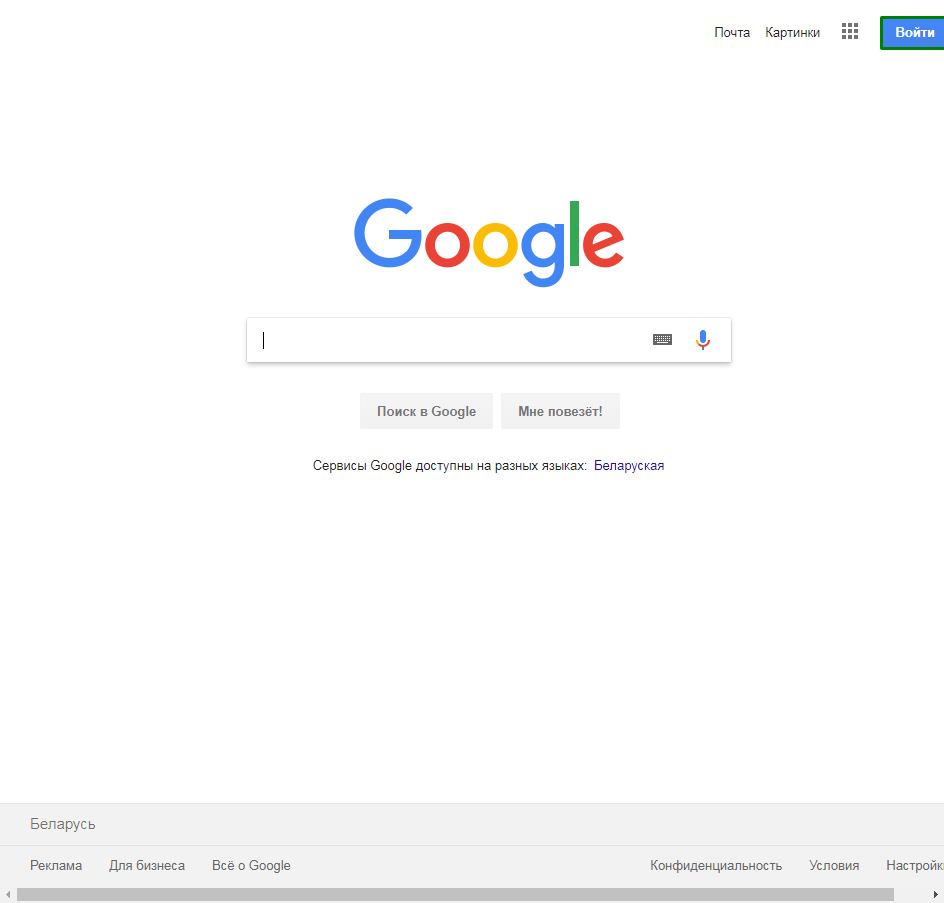 Почта Картинки Войти
Google
Поиск в Google Мне повезёт!
Сервисы Google доступны на разных языках: Беларуская
Беларусь
Реклама Для бизнеса Всё о Google Конфиденциальность Условия Настройк